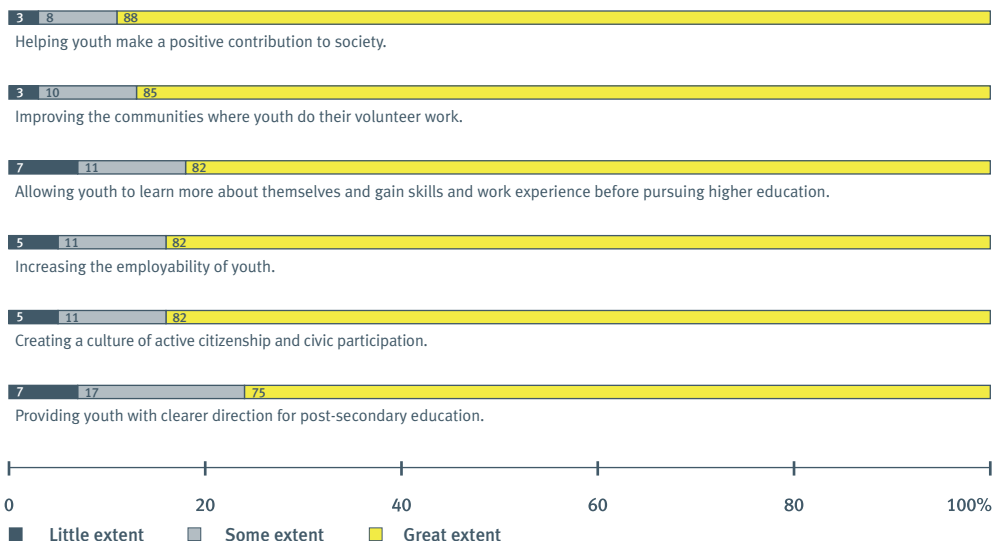 3 8 88
Helping youth make a positive contribution to society.
3 10 85
Improving the communities where youth do their volunteer work.
7 11 82
Allowing youth to learn more about themselves and gain skills and work experience before pursuing higher education.
5 11 82
Increasing the employability of youth.
5 11 82
Creating a culture of active citizenship and civic participation.
7 17 75
Providing youth with clearer direction for post-secondary education.
0 20 40 60 80 100%
Little extent Some extent Great extent